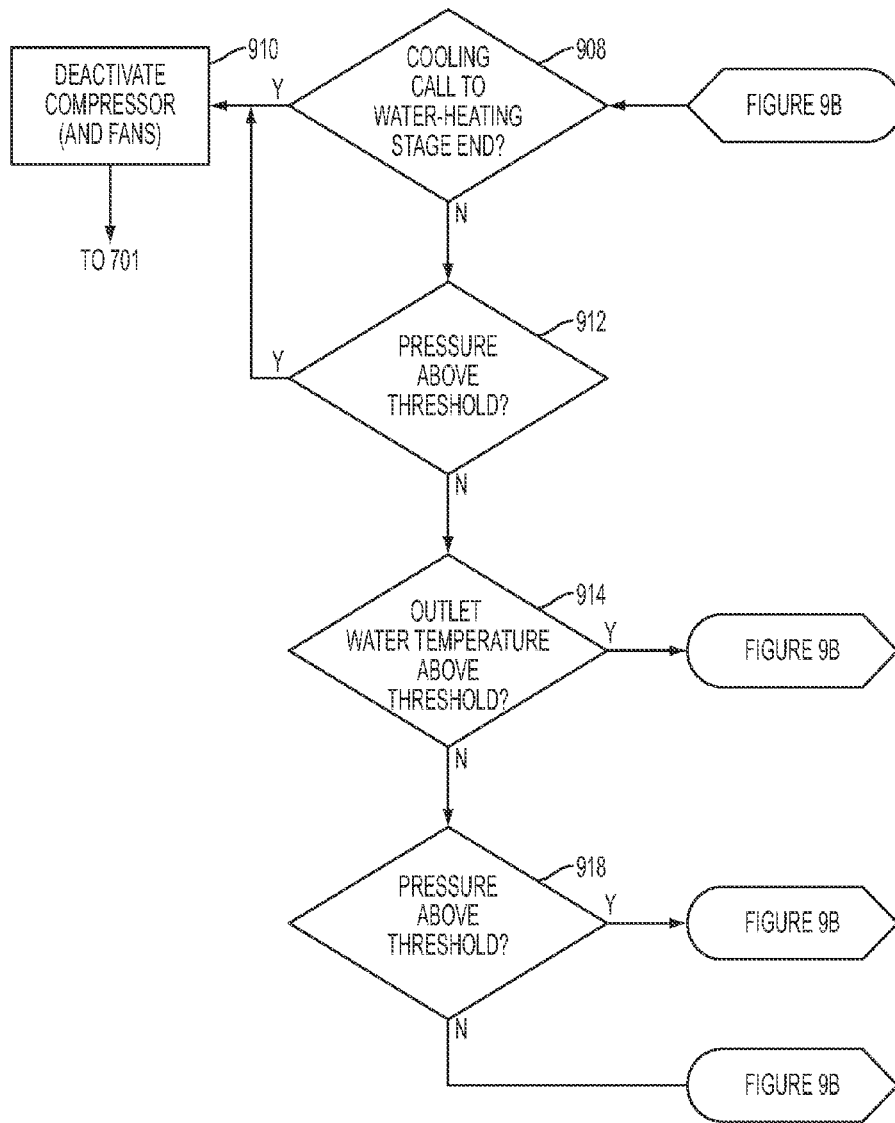 910
DEACTIVATE
COMPRESSOR
(AND FANS)
TO 701
Y
COOLING
CALL TO
WATER-HEATING
STAGE END?
908
FIGURE 9B
N
912
PRESSURE
ABOVE
THRESHOLD?
Y
N
914
OUTLET
WATER TEMPERATURE
ABOVE
THRESHOLD?
Y
FIGURE 9B
N
918
PRESSURE
ABOVE
THRESHOLD?
Y
FIGURE 9B
N
FIGURE 9B